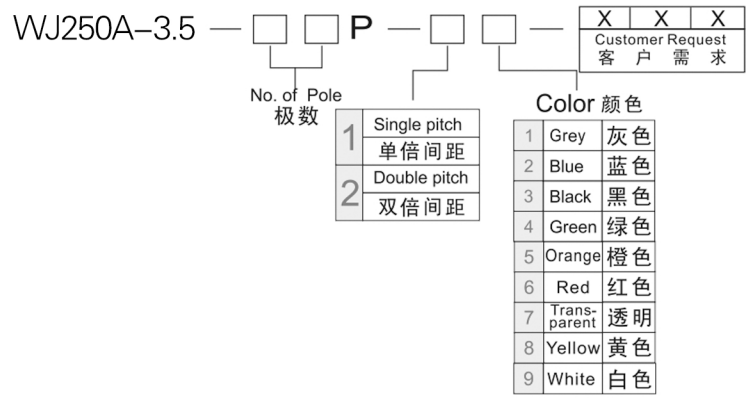 WJ250A–3.5 — □ □ P — □ □ — X X X
Customer Request
客户需求
No. of Pole
极数
1 Single pitch
单倍间距
2 Double pitch
双倍间距
Color 颜色
1 Grey 灰色
2 Blue 蓝色
3 Black 黑色
4 Green 绿色
5 Orange 橙色
6 Red 红色
7 Trans-
parent 透明
8 Yellow 黄色
9 White 白色